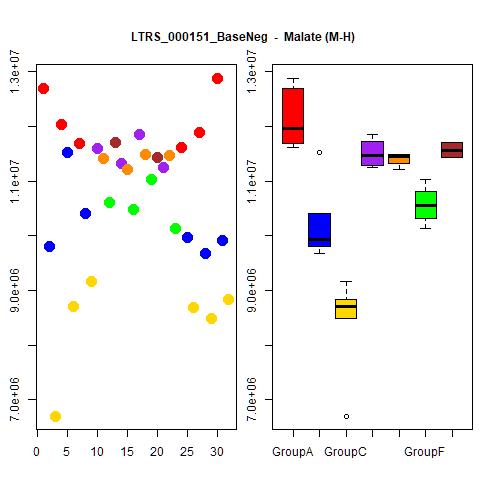 LTRS_000151_BaseNeg - Malate (M-H)
1.3e+07
1.1e+07
9.0e+06
7.0e+06
0 5 10 15 20 25 30
1.3e+07
1.1e+07
9.0e+06
7.0e+06
GroupA GroupC GroupF